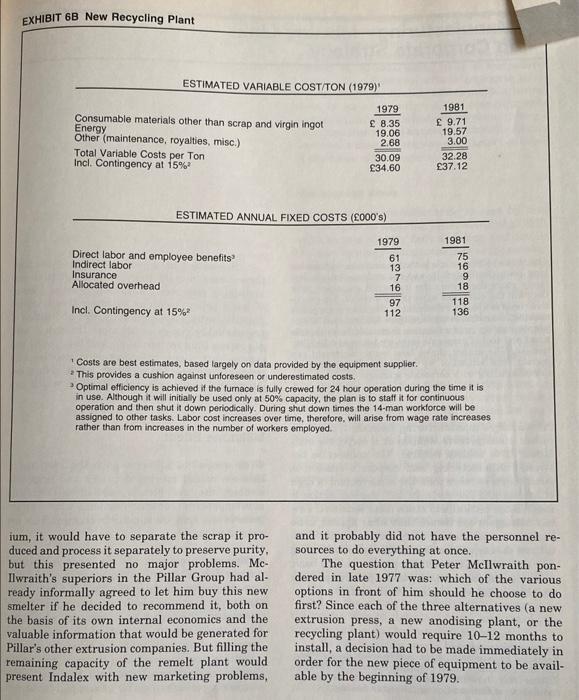 EXHIBIT 6B New Recycling Plant
ESTIMATED VARIABLE COST/TON (1979)¹
1979 1981
Consumable materials other than scrap and virgin ingot £ 8.35 £ 9.71
Energy 19.06 19.57
Other (maintenance, royalties, misc.) 2.68 3.00
Total Variable Costs per Ton 30.09 32.28
Incl. Contingency at 15%² £34.60 £37.12
ESTIMATED ANNUAL FIXED COSTS (£000's)
1979 1981
Direct labor and employee benefits³ 61 75
Indirect labor 13 16
Insurance 7 9
Allocated overhead 16 18
97 118
Incl. Contingency at 15%² 112 136
¹ Costs are best estimates, based largely on data provided by the equipment supplier.
² This provides a cushion against unforeseen or underestimated costs.
³ Optimal efficiency is achieved if the furnace is fully crewed for 24 hour operation during the time it is
in use. Although it will initially be used only at 50% capacity, the plan is to staff it for continuous
operation and then shut it down periodically. During shut down times the 14-man workforce will be
assigned to other tasks. Labor cost increases over time, therefore, will arise from wage rate increases
rather than from increases in the number of workers employed.
ium, it would have to separate the scrap it pro-
duced and process it separately to preserve purity,
but this presented no major problems. Mc-
Ilwraith's superiors in the Pillar Group had al-
ready informally agreed to let him buy this new
smelter if he decided to recommend it, both on
the basis of its own internal economics and the
valuable information that would be generated for
Pillar's other extrusion companies. But filling the
remaining capacity of the remelt plant would
present Indalex with new marketing problems,
and it probably did not have the personnel re-
sources to do everything at once.
The question that Peter McIlwraith pon-
dered in late 1977 was: which of the various
options in front of him should he choose to do
first? Since each of the three alternatives (a new
extrusion press, a new anodising plant, or the
recycling plant) would require 10–12 months to
install, a decision had to be made immediately in
order for the new piece of equipment to be avail-
able by the beginning of 1979.